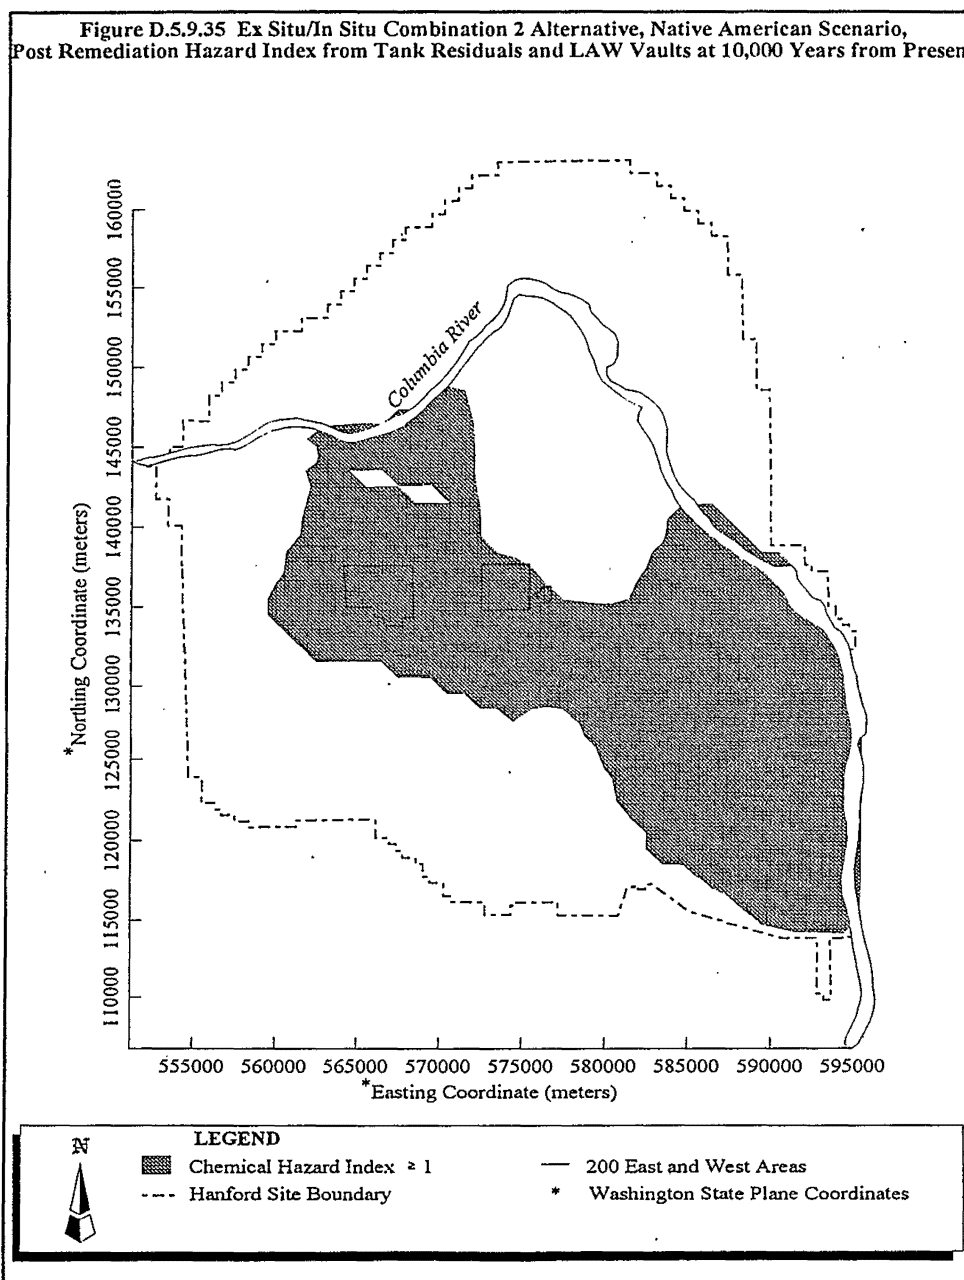 Figure D.5.9.35 Ex Situ/In Situ Combination 2 Alternative, Native American Scenario,
Post Remediation Hazard Index from Tank Residuals and LAW Vaults at 10,000 Years from Presen
160000
155000
150000
145000
140000
135000
130000
125000
120000
115000
110000
*Northing Coordinate (meters)
Columbia River
555000 560000 565000 570000 575000 580000 585000 590000 595000
*Easting Coordinate (meters)
N
LEGEND
Chemical Hazard Index ≥ 1
Hanford Site Boundary
200 East and West Areas
* Washington State Plane Coordinates